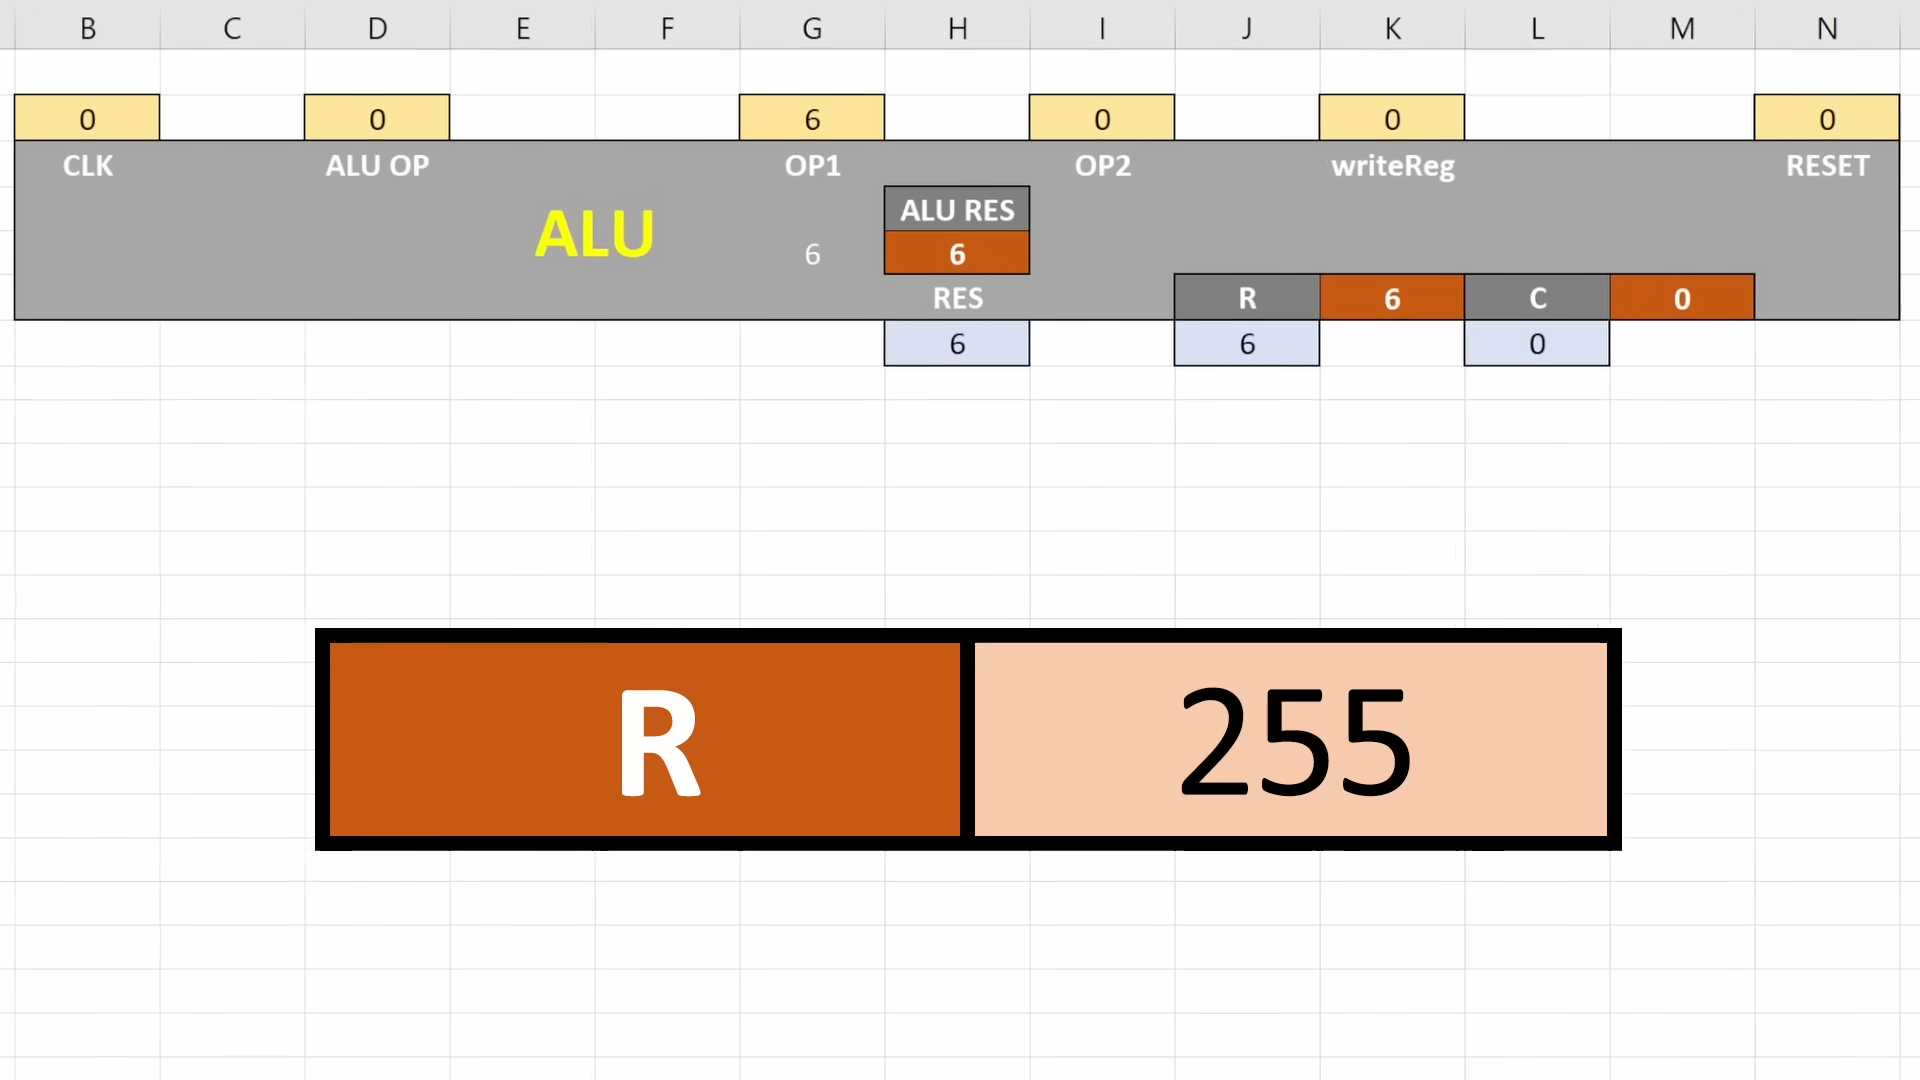 B C D E F G H I J K L M N
0 0 6 0 0 0
CLK ALU OP OP1 OP2 writeReg RESET
ALU RES
ALU 6 6
RES R 6 C 0
6 6 0
R 255